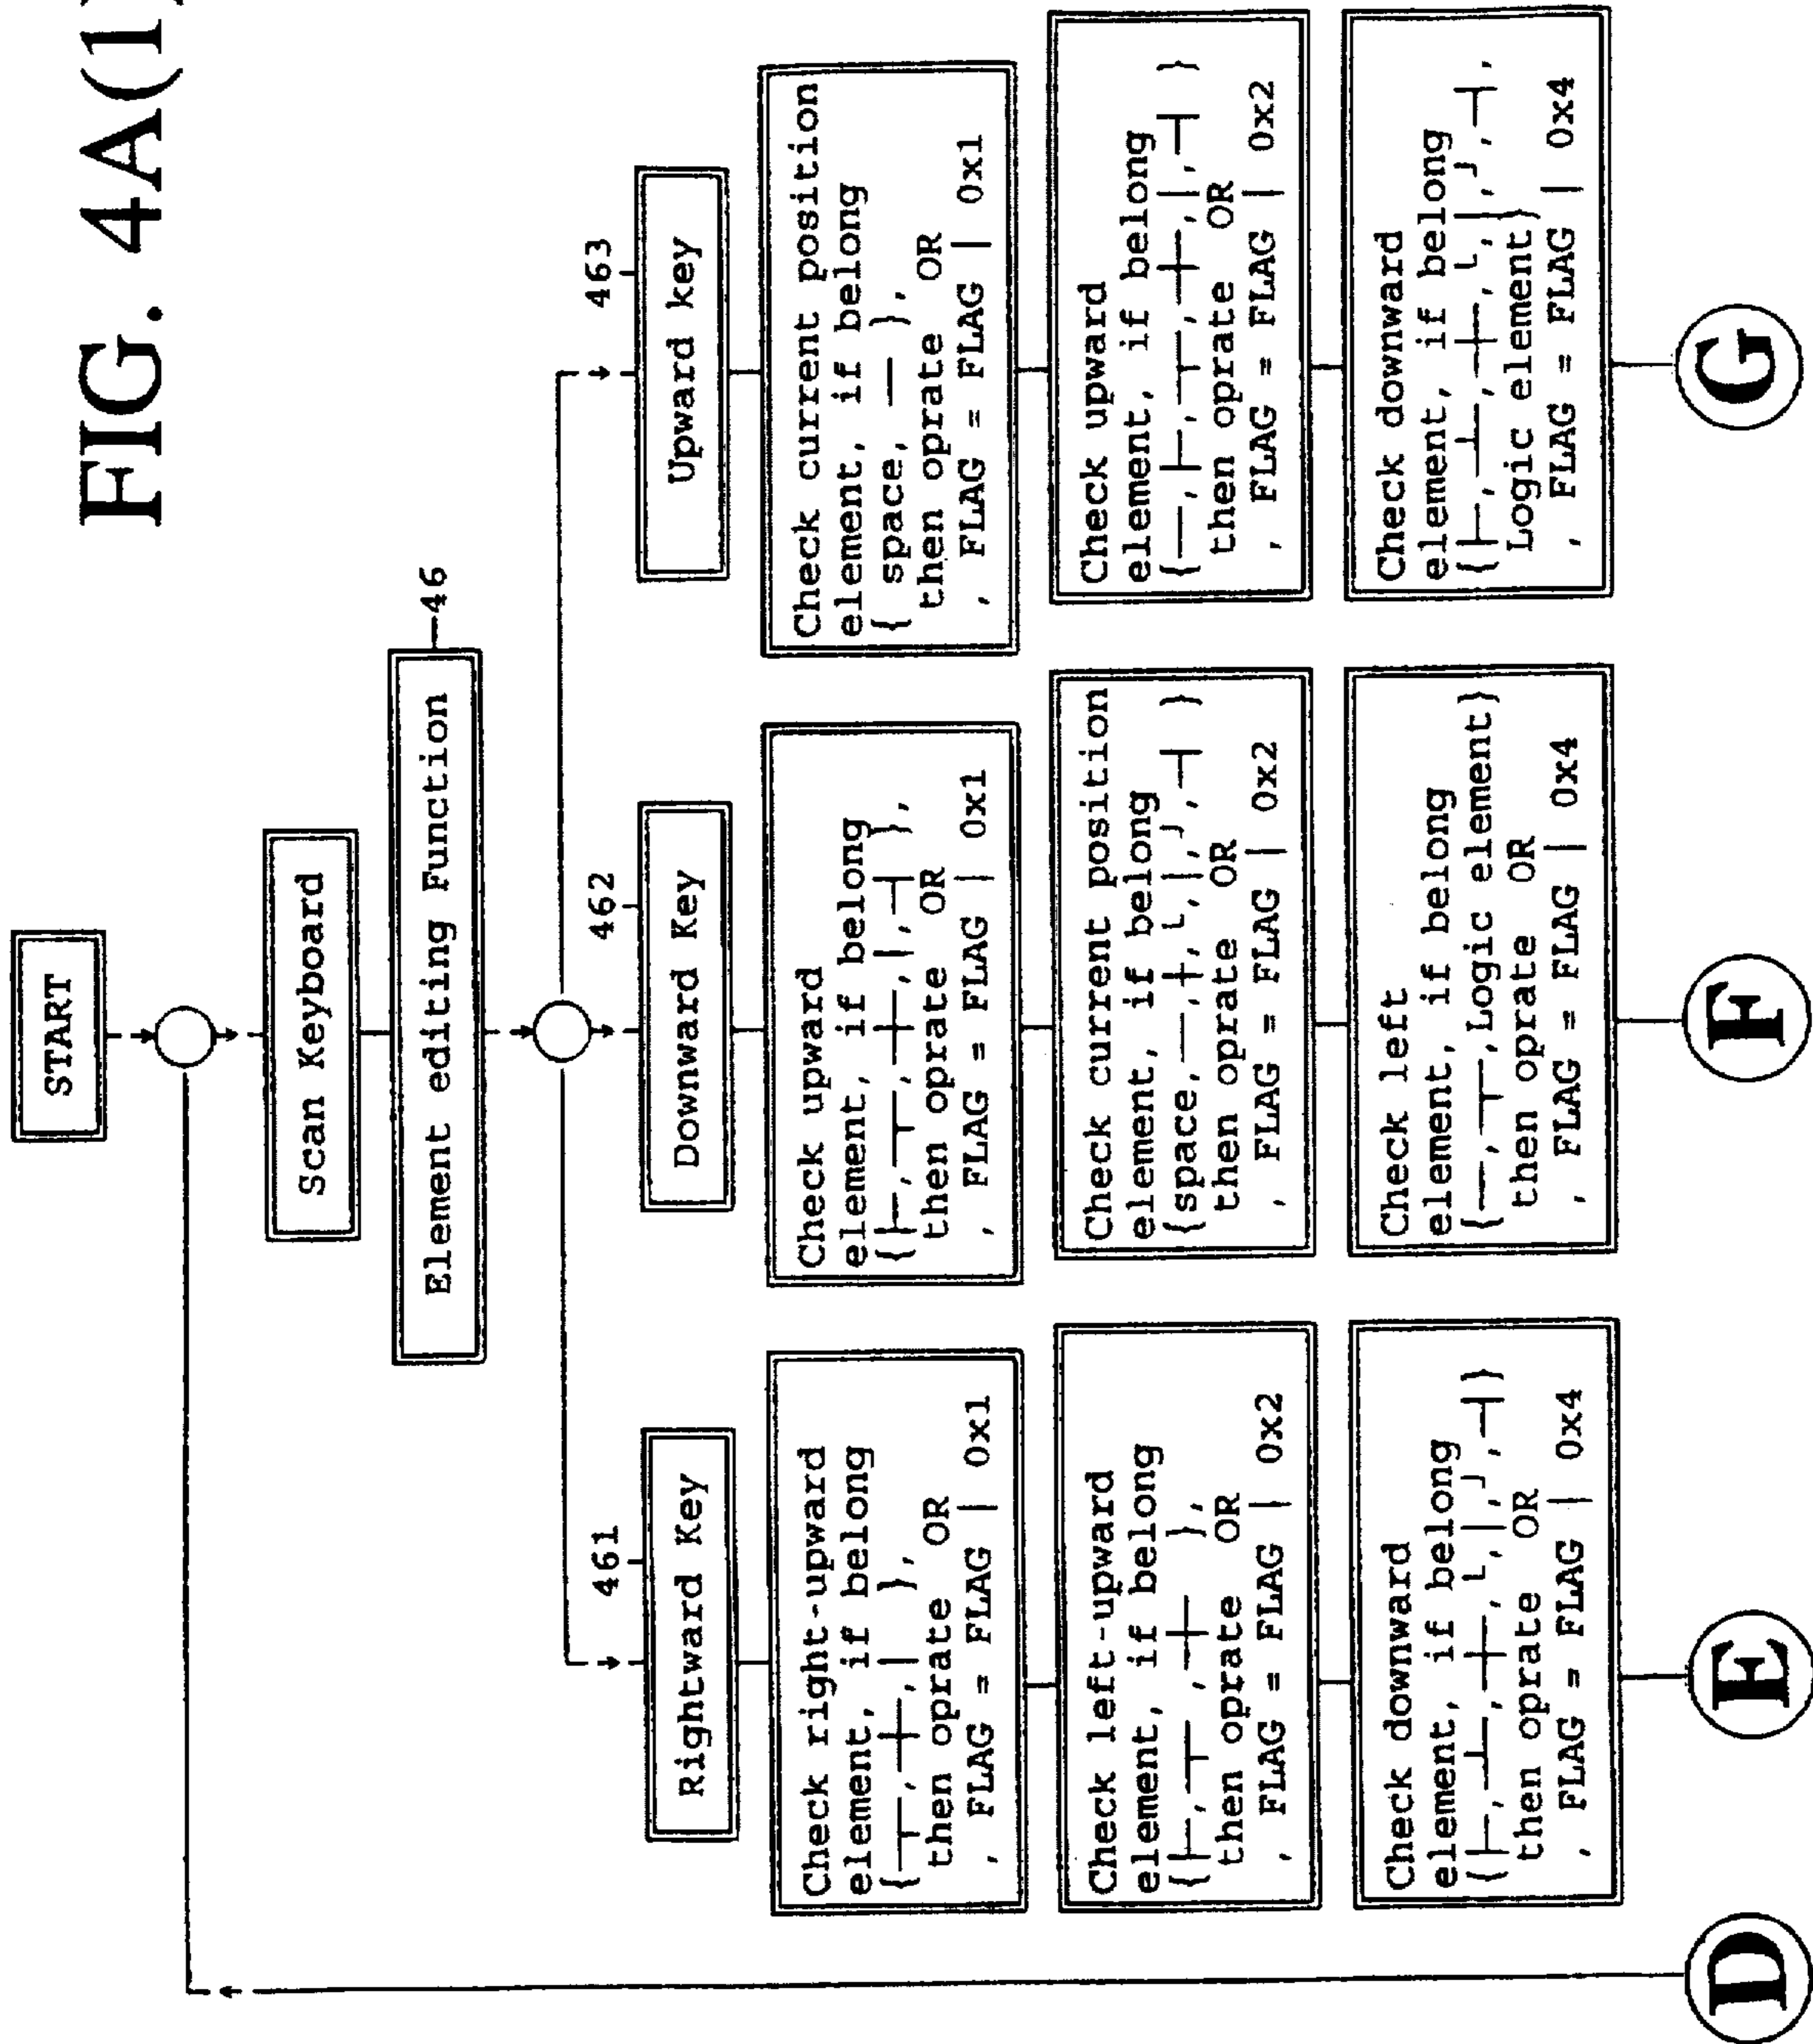 FIG. 4A(1)
START
Scan Keyboard
Element editing Function
46
461
Rightward Key
Check right-upward
element, if belong
{┬,┼,│ },
then oprate OR
, FLAG = FLAG | 0x1
Check left-upward
element, if belong
{├,┬ ,┼ },
then oprate OR
, FLAG = FLAG | 0x2
Check downward
element, if belong
{├,┴,┼,└,│,┘,┤}
then oprate OR
, FLAG = FLAG | 0x4
E
462
Downward Key
Check upward
element, if belong
{├,┬,┼,│,┤ },
then oprate OR
, FLAG = FLAG | 0x1
Check current position
element, if belong
{space,─,┼,└,│,┘,┤ }
then oprate OR
, FLAG = FLAG | 0x2
Check left
element, if belong
{─,┬,Logic element}
then oprate OR
, FLAG = FLAG | 0x4
F
463
Upward key
Check current position
element, if belong
{ space, ─ },
then oprate OR
, FLAG = FLAG | 0x1
Check upward
element, if belong
{─,├,┬,┼,│,┤ }
then oprate OR
, FLAG = FLAG | 0x2
Check downward
element, if belong
{├,┴,┼,└,│,┘,┤,
Logic element}
, FLAG = FLAG | 0x4
G
D